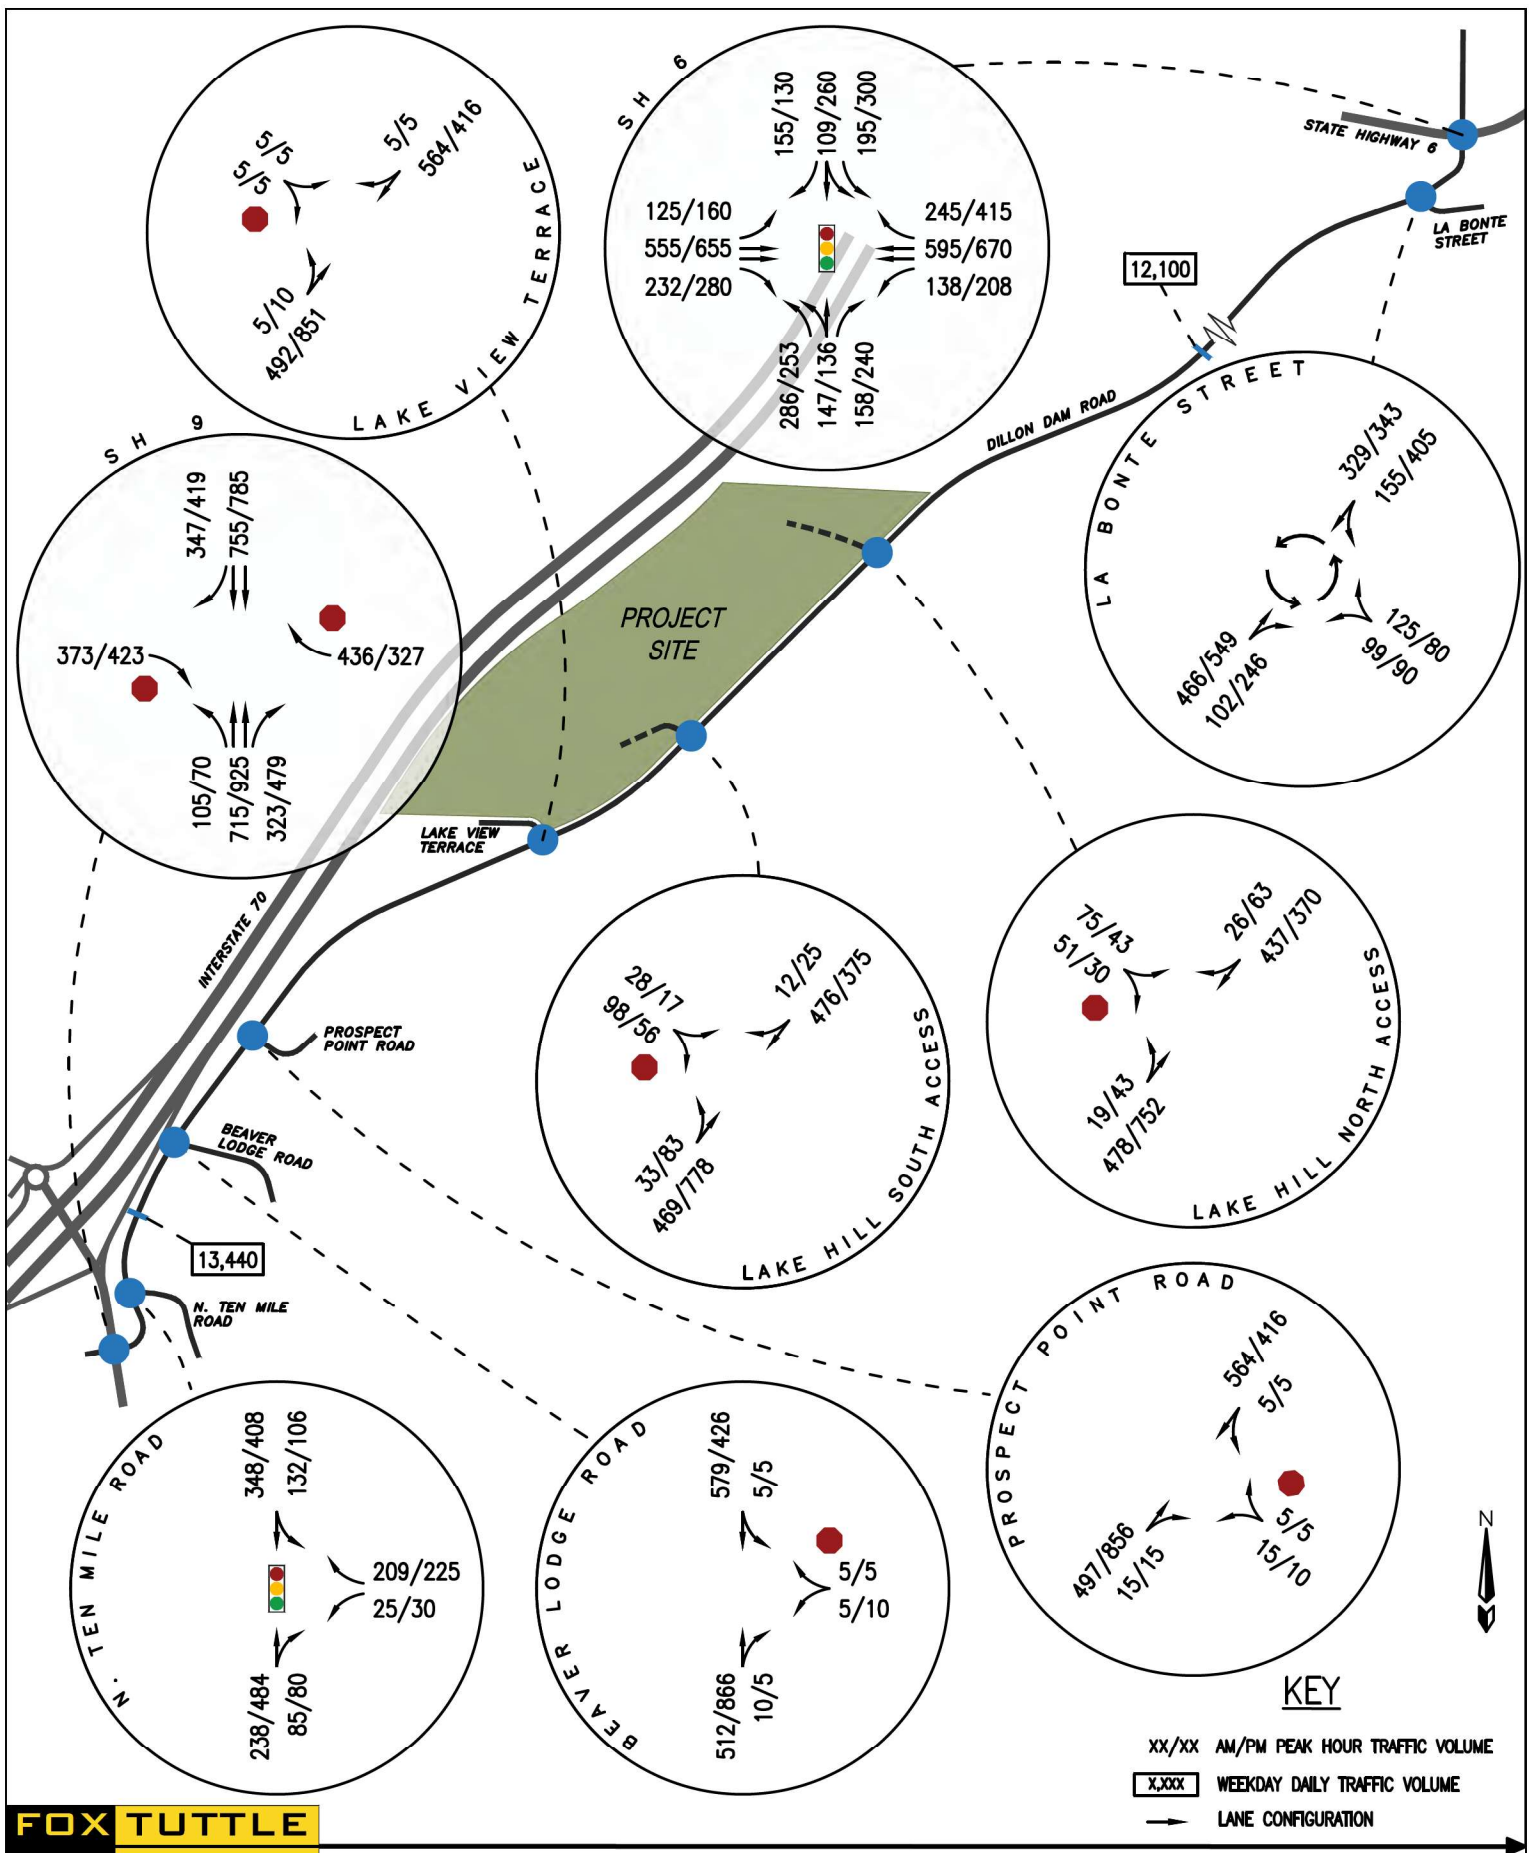 LAKE VIEW TERRACE
5/5
5/5
5/5
564/416
5/10
492/851
SH 6
155/130
109/260
195/300
125/160
555/655
232/280
245/415
595/670
138/208
286/253
147/136
158/240
STATE HIGHWAY 6
LA BONTE
STREET
12,100
DILLON DAM ROAD
SH 9
347/419
755/785
373/423
436/327
105/70
715/925
323/479
LA BONTE STREET
329/343
155/405
466/549
102/246
125/80
99/90
PROJECT
SITE
LAKE VIEW
TERRACE
INTERSTATE 70
PROSPECT
POINT ROAD
BEAVER
LODGE ROAD
13,440
N. TEN MILE
ROAD
LAKE HILL SOUTH ACCESS
28/17
98/56
12/25
476/375
33/83
469/778
LAKE HILL NORTH ACCESS
75/43
51/30
26/63
437/370
19/43
478/752
N. TEN MILE ROAD
348/408
132/106
209/225
25/30
238/484
85/80
BEAVER LODGE ROAD
579/426
5/5
5/5
5/10
512/866
10/5
PROSPECT POINT ROAD
564/416
5/5
497/856
15/15
5/5
15/10
N
KEY
XX/XX AM/PM PEAK HOUR TRAFFIC VOLUME
X,XXX WEEKDAY DAILY TRAFFIC VOLUME
LANE CONFIGURATION
FOX TUTTLE